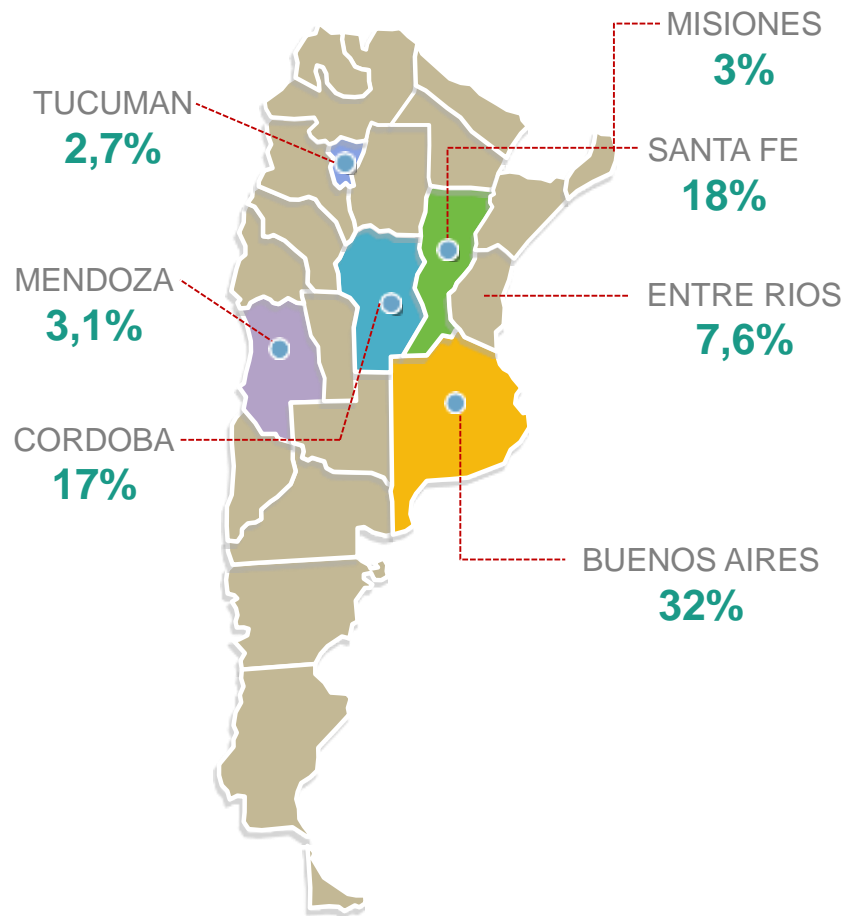 MISIONES
3%
TUCUMAN
2,7%
SANTA FE
18%
MENDOZA
3,1%
ENTRE RIOS
7,6%
CORDOBA
17%
BUENOS AIRES
32%